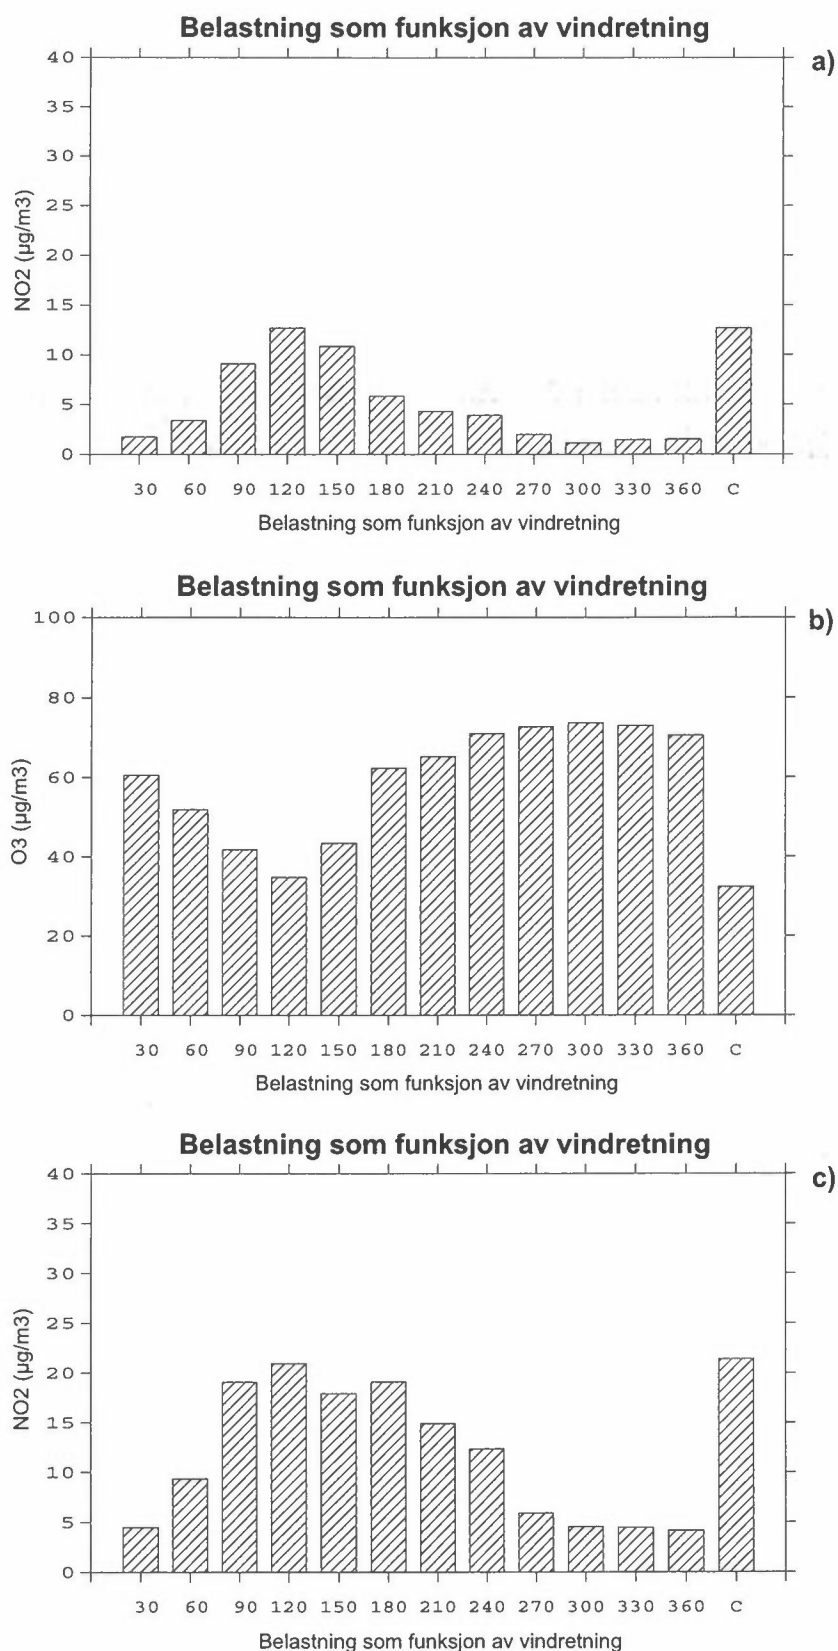 Belastning som funksjon av vindretning
a)
40
35
30
25
20
15
10
5
0
NO2 (µg/m3)
30 60 90 120 150 180 210 240 270 300 330 360 C
Belastning som funksjon av vindretning
Belastning som funksjon av vindretning
b)
100
80
60
40
20
0
O3 (µg/m3)
30 60 90 120 150 180 210 240 270 300 330 360 C
Belastning som funksjon av vindretning
Belastning som funksjon av vindretning
c)
40
35
30
25
20
15
10
5
0
NO2 (µg/m3)
30 60 90 120 150 180 210 240 270 300 330 360 C
Belastning som funksjon av vindretning